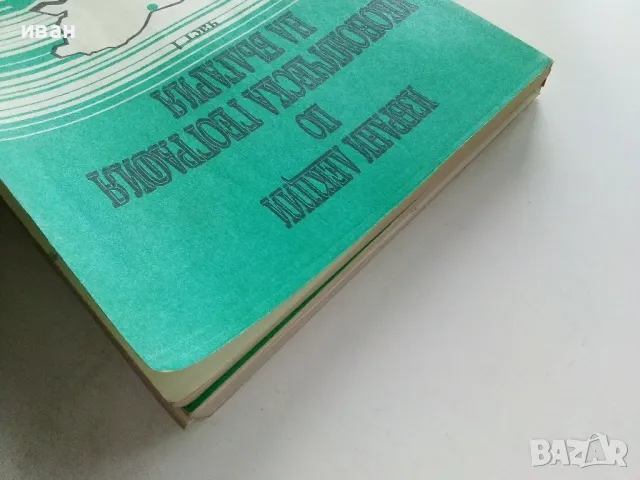 ИЗБРАНИ ЛЕКЦИИ
ПО
ИКОНОМИЧЕСКА ГЕОГРАФИЯ
НА БЪЛГАРИЯ
иван
BAZAR